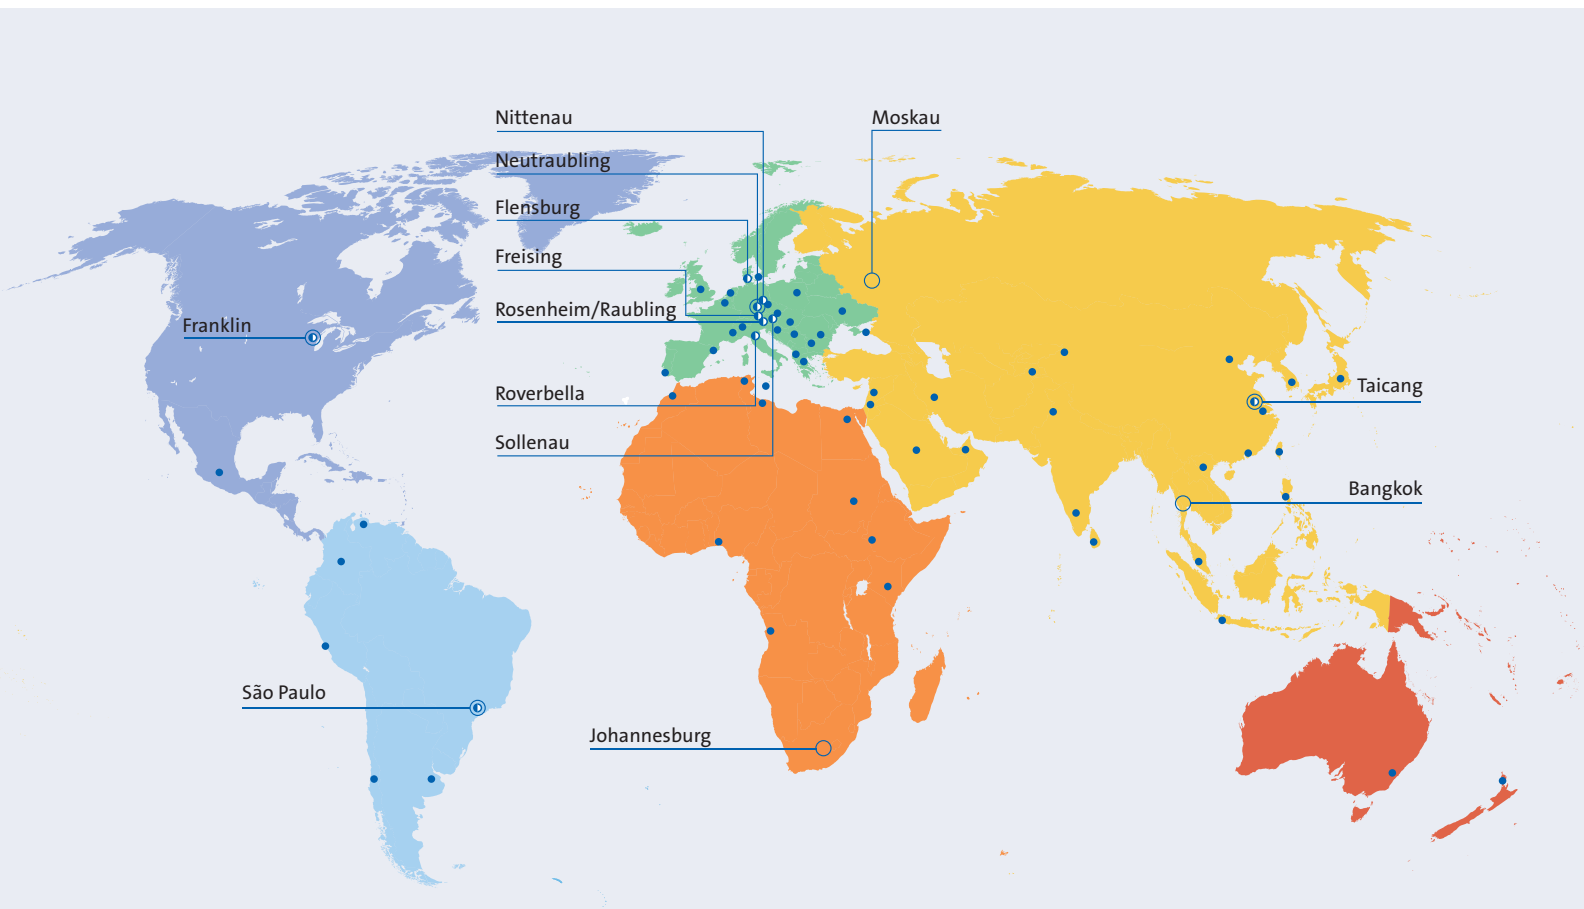 Nittenau
Moskau
Neutraubling
Flensburg
Freising
Rosenheim/Raubling
Franklin
Taicang
Roverbella
Sollenau
Bangkok
São Paulo
Johannesburg